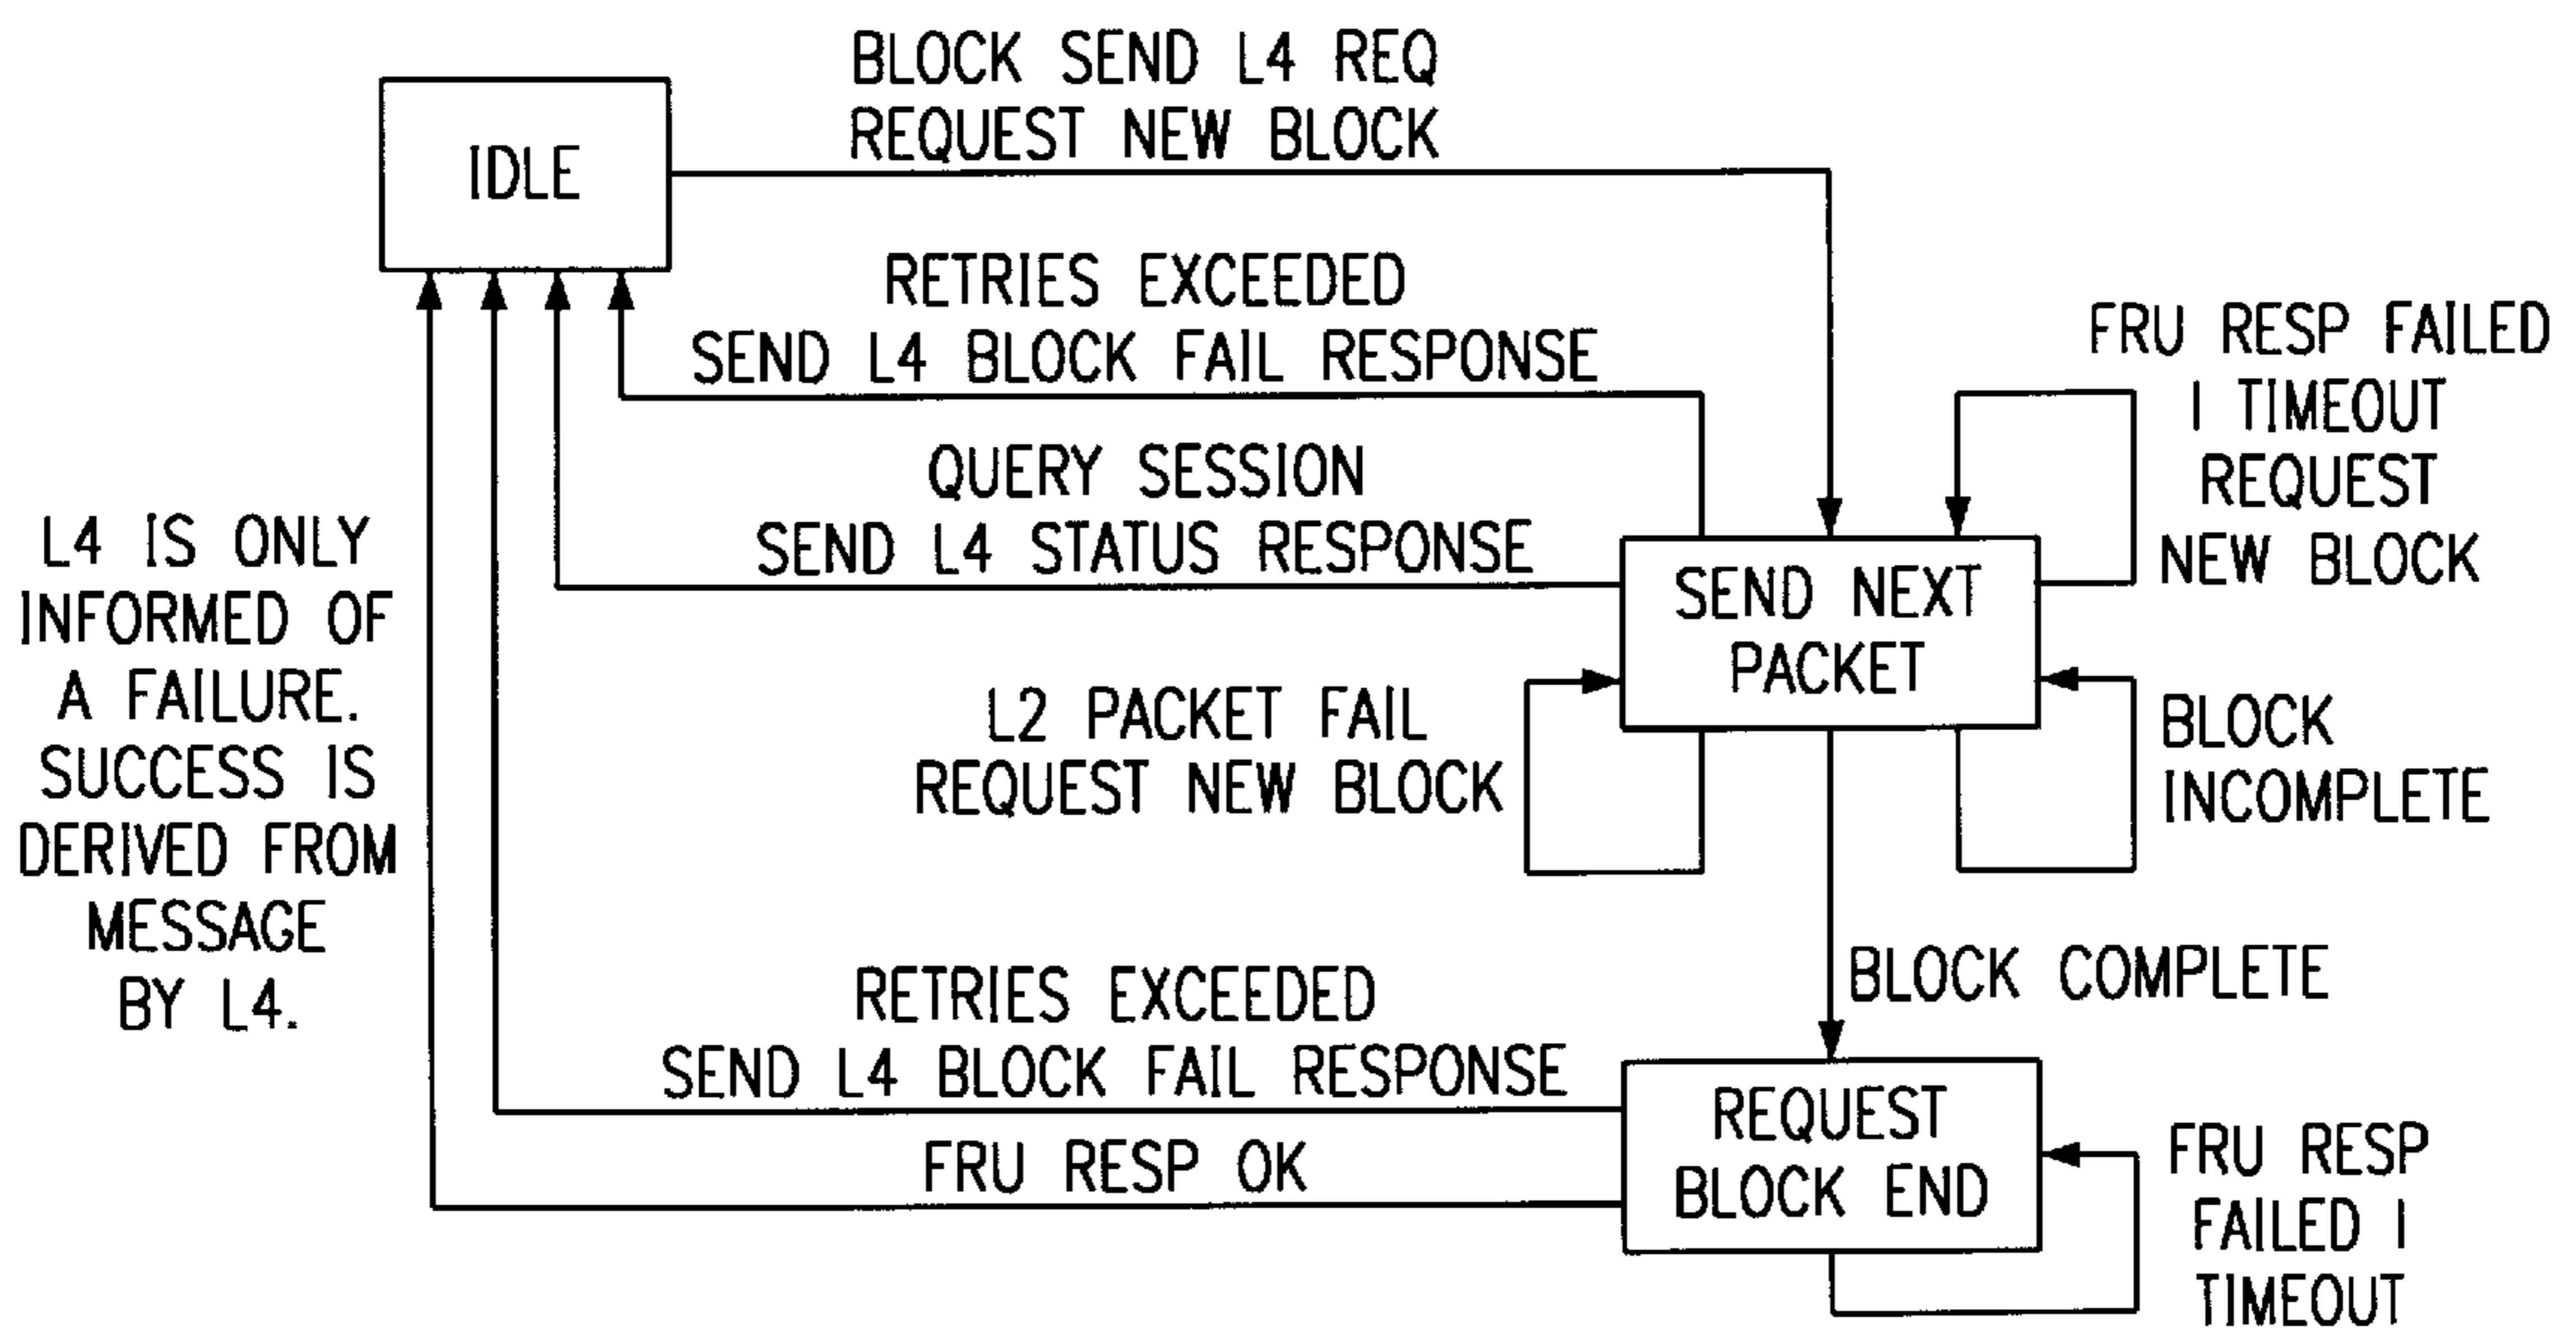 BLOCK SEND L4 REQ
REQUEST NEW BLOCK
IDLE
RETRIES EXCEEDED
SEND L4 BLOCK FAIL RESPONSE
FRU RESP FAILED
I TIMEOUT
REQUEST
NEW BLOCK
QUERY SESSION
SEND L4 STATUS RESPONSE
L4 IS ONLY
INFORMED OF
A FAILURE.
SUCCESS IS
DERIVED FROM
MESSAGE
BY L4.
SEND NEXT
PACKET
L2 PACKET FAIL
REQUEST NEW BLOCK
BLOCK
INCOMPLETE
BLOCK COMPLETE
RETRIES EXCEEDED
SEND L4 BLOCK FAIL RESPONSE
REQUEST
BLOCK END
FRU RESP OK
FRU RESP
FAILED I
TIMEOUT